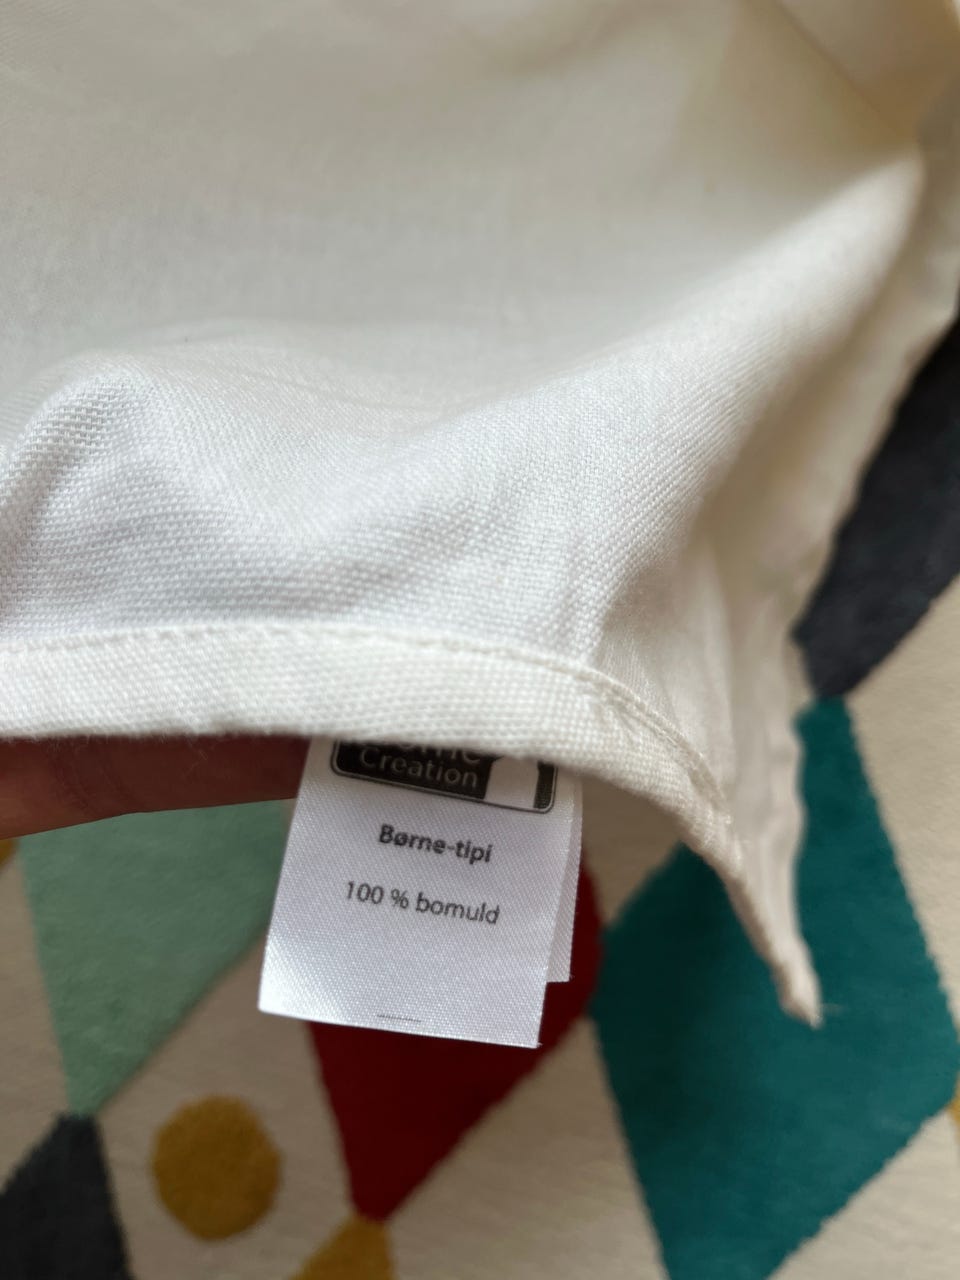 Creation
Børne-tipi
100 % bomuld